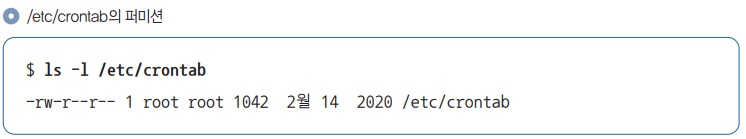 /etc/crontab의 퍼미션
$ ls -l /etc/crontab
-rw-r--r-- 1 root root 1042  2월 14  2020 /etc/crontab